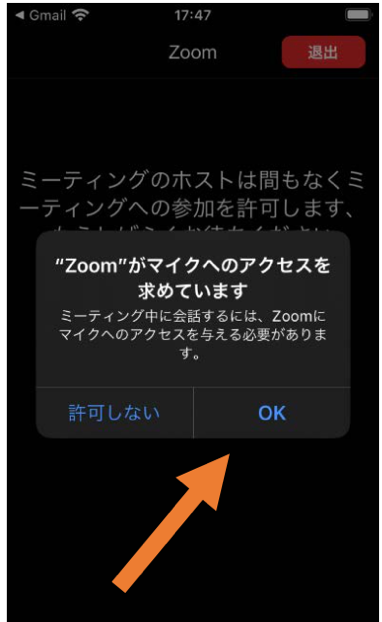 ◀ Gmail 17:47
Zoom 退出
ミーティングのホストは間もなくミ
ーティングへの参加を許可します、
"Zoom"がマイクへのアクセスを
求めています
ミーティング中に会話するには、Zoomに
マイクへのアクセスを与える必要がありま
す。
許可しない OK